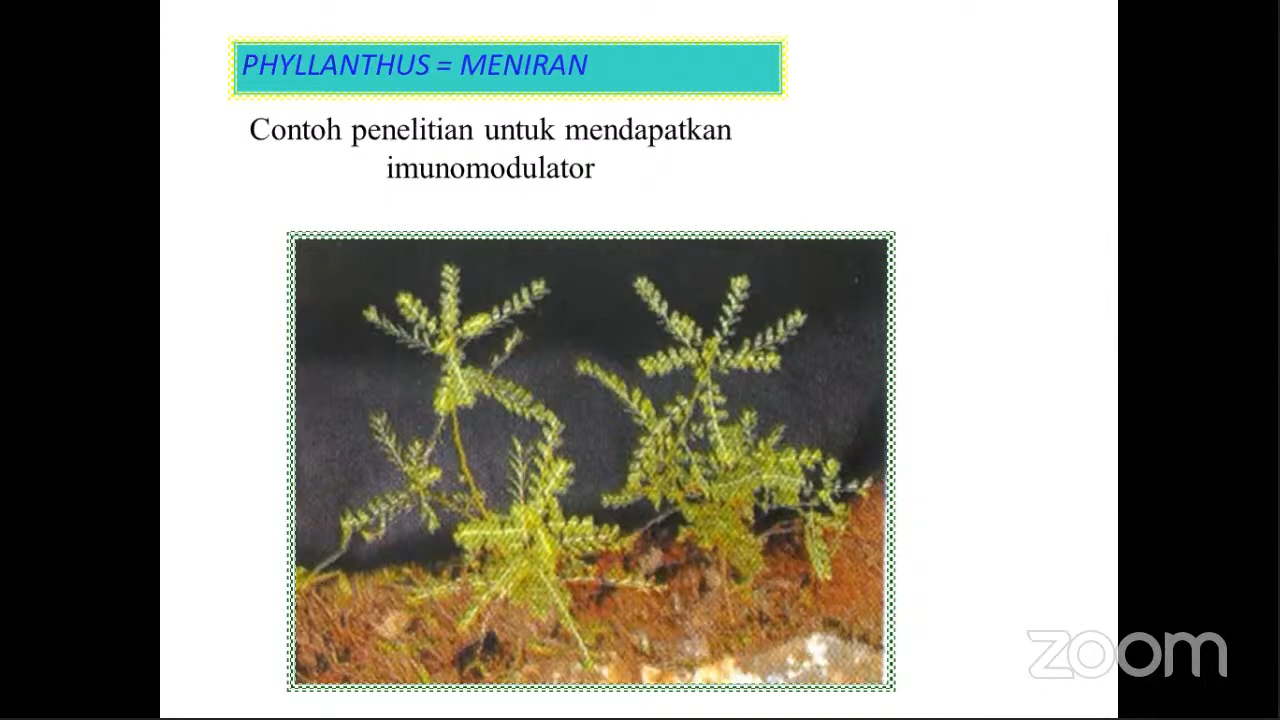 PHYLLANTHUS = MENIRAN
Contoh penelitian untuk mendapatkan
imunomodulator
zoom